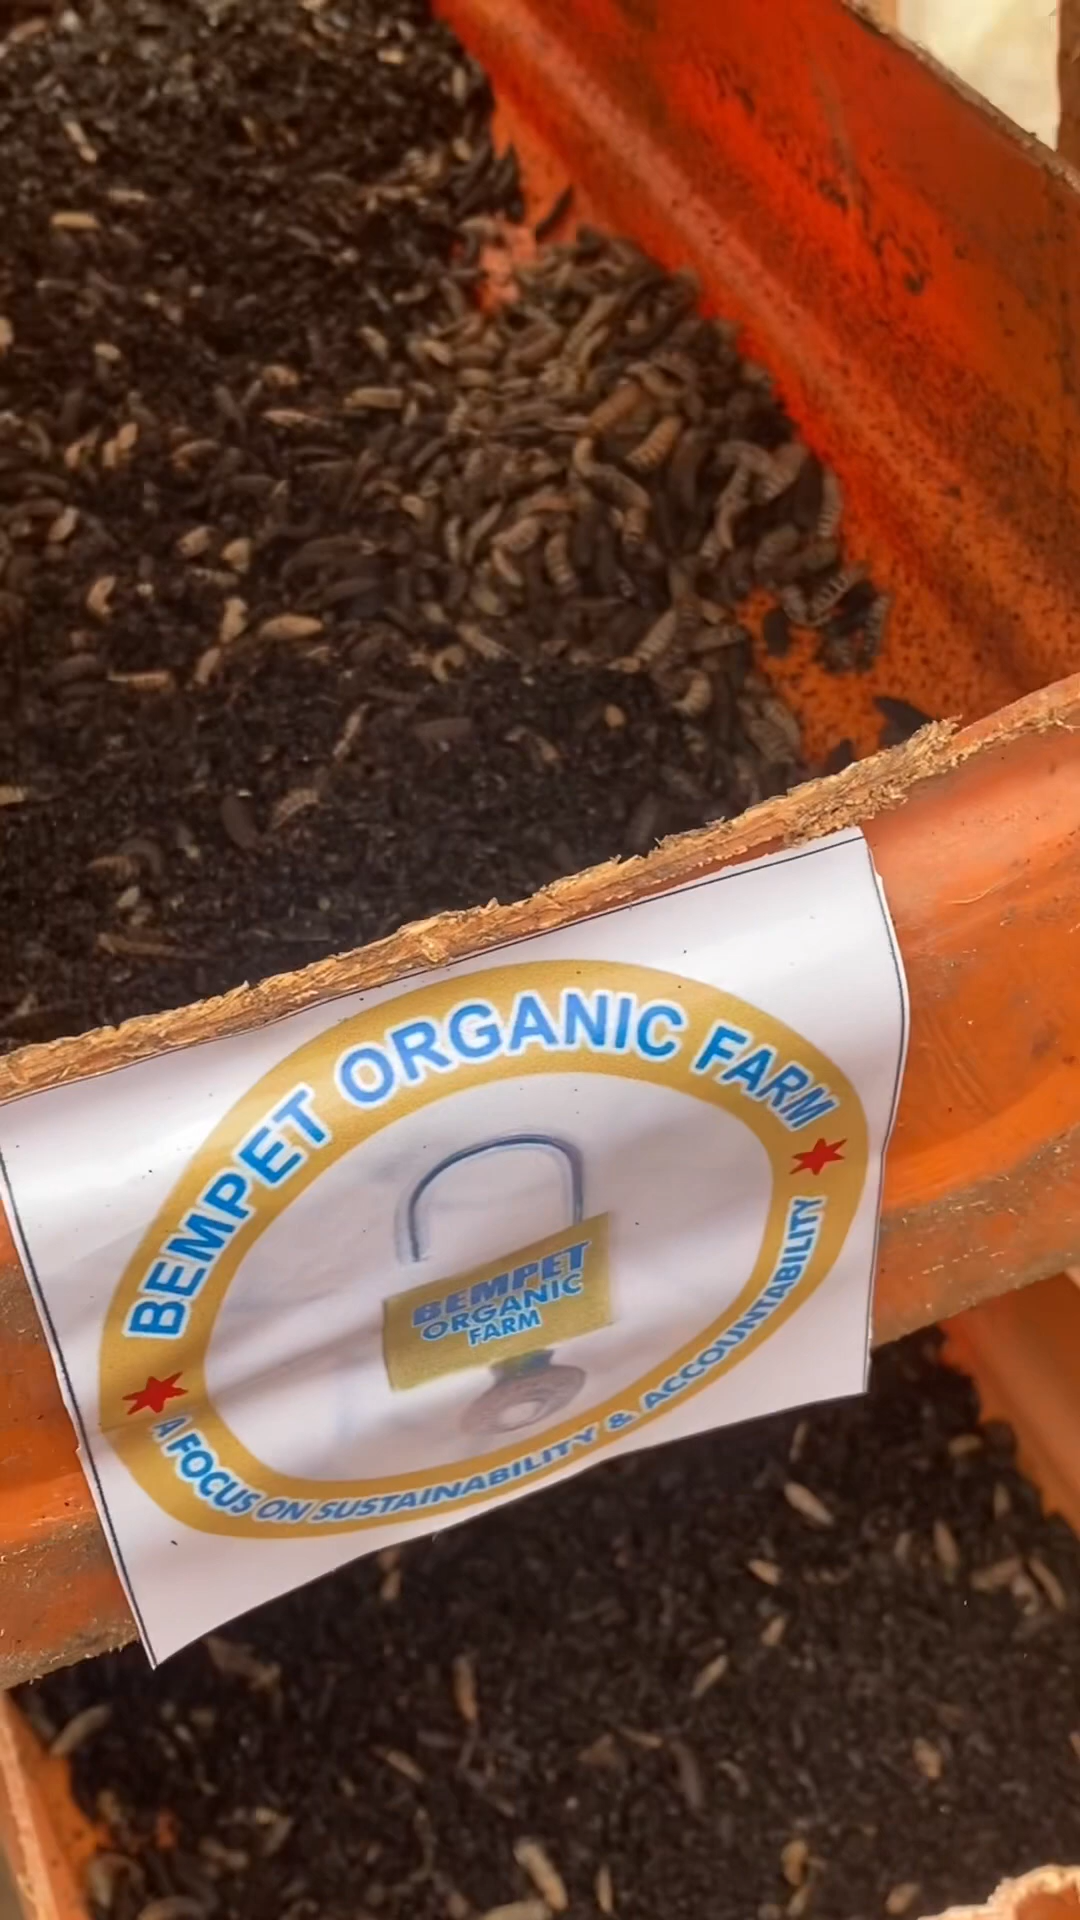 BEMPET ORGANIC FARM
BEMPET
ORGANIC
FARM
A FOCUS ON SUSTAINABILITY & ACCOUNTABILITY